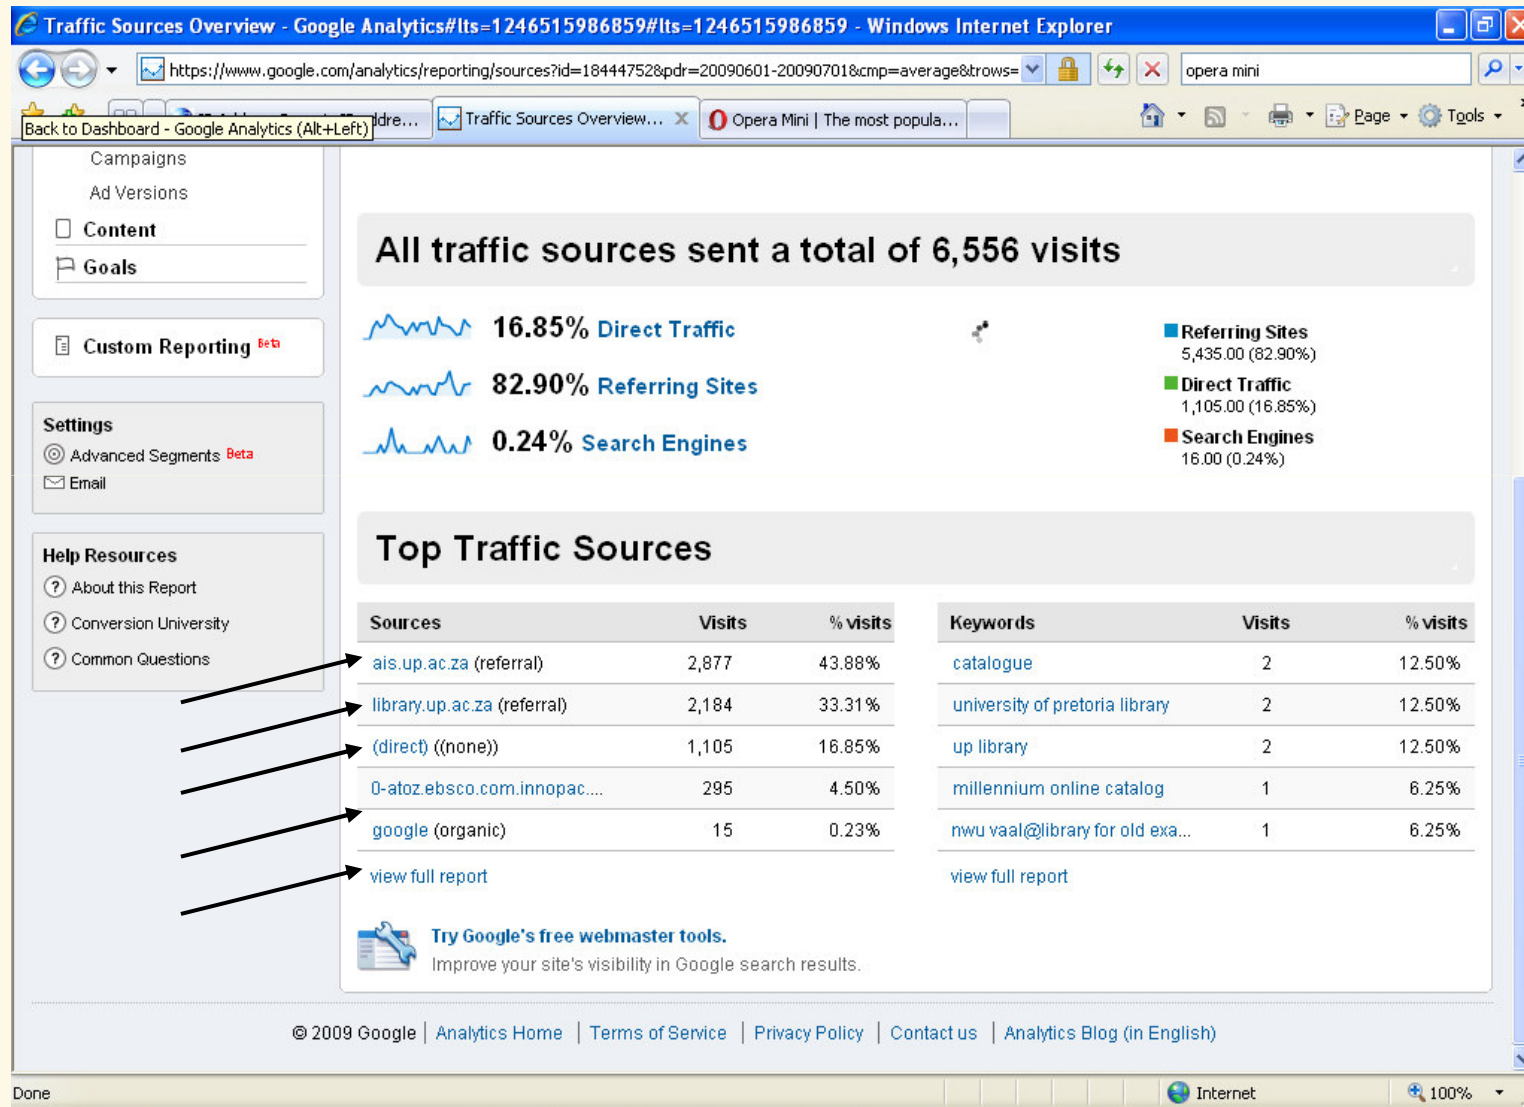 Traffic Sources Overview - Google Analytics#lts=1246515986859#lts=1246515986859 - Windows Internet Explorer
https://www.google.com/analytics/reporting/sources?id=18444752&pdr=20090601-20090701&cmp=average&trows=
opera mini
addre...
Traffic Sources Overview...
Opera Mini | The most popula...
Page
Tools
Back to Dashboard - Google Analytics (Alt+Left)
Campaigns
Ad Versions
Content
Goals
Custom Reporting Beta
Settings
Advanced Segments Beta
Email
Help Resources
About this Report
Conversion University
Common Questions
All traffic sources sent a total of 6,556 visits
16.85% Direct Traffic
82.90% Referring Sites
0.24% Search Engines
Referring Sites
5,435.00 (82.90%)
Direct Traffic
1,105.00 (16.85%)
Search Engines
16.00 (0.24%)
Top Traffic Sources
Sources Visits % visits
ais.up.ac.za (referral) 2,877 43.88%
library.up.ac.za (referral) 2,184 33.31%
(direct) ((none)) 1,105 16.85%
0-atoz.ebsco.com.innopac.... 295 4.50%
google (organic) 15 0.23%
view full report
Keywords Visits % visits
catalogue 2 12.50%
university of pretoria library 2 12.50%
up library 2 12.50%
millennium online catalog 1 6.25%
nwu vaal@library for old exa... 1 6.25%
view full report
Try Google's free webmaster tools.
Improve your site's visibility in Google search results.
© 2009 Google | Analytics Home | Terms of Service | Privacy Policy | Contact us | Analytics Blog (in English)
Done
Internet
100%